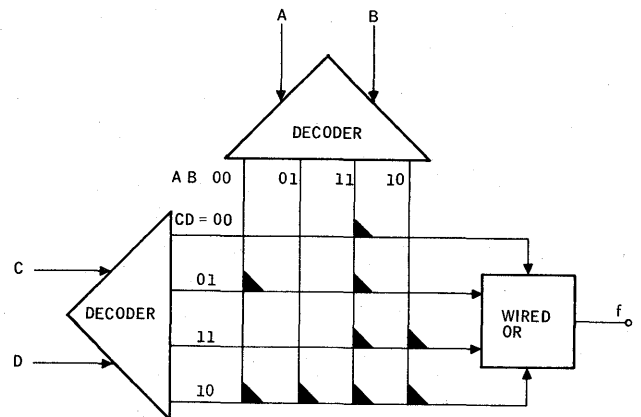 A B
DECODER
A B 00 01 11 10
CD = 00
C 01
DECODER
WIRED OR
f
11
D
10